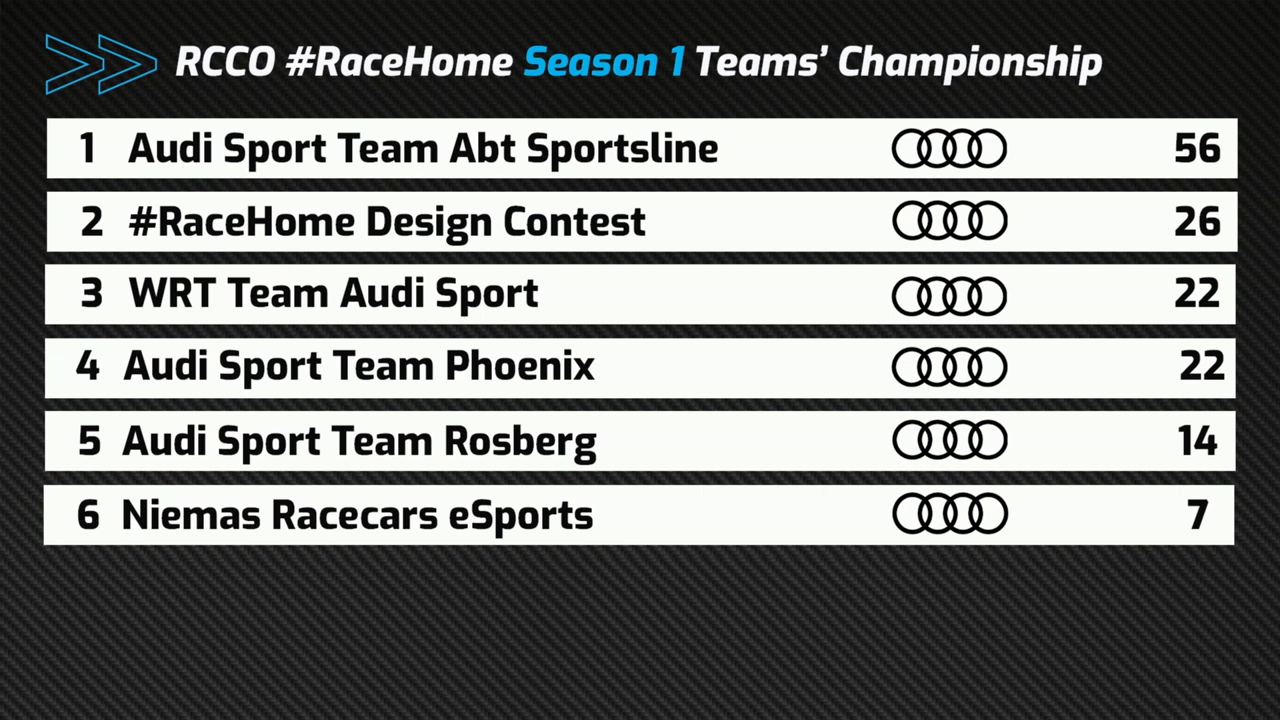 RCCO #RaceHome Season 1 Teams’ Championship
1 Audi Sport Team Abt Sportsline 56
2 #RaceHome Design Contest 26
3 WRT Team Audi Sport 22
4 Audi Sport Team Phoenix 22
5 Audi Sport Team Rosberg 14
6 Niemas Racecars eSports 7